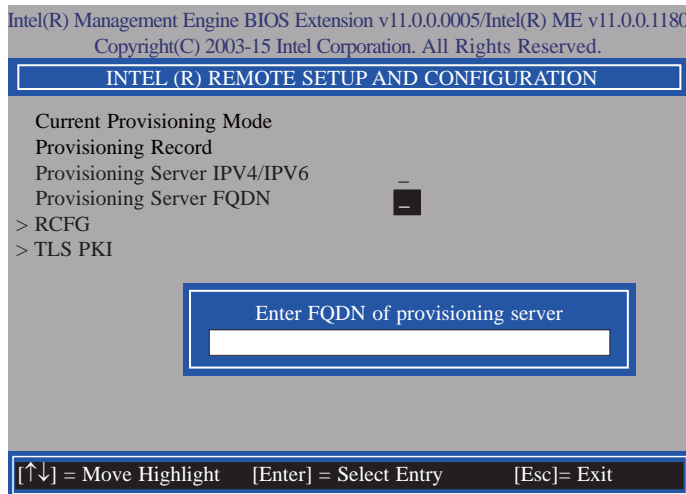 Intel(R) Management Engine BIOS Extension v11.0.0.0005/Intel(R) ME v11.0.0.1180
Copyright(C) 2003-15 Intel Corporation. All Rights Reserved.
INTEL (R) REMOTE SETUP AND CONFIGURATION
Current Provisioning Mode
Provisioning Record
Provisioning Server IPV4/IPV6 _
Provisioning Server FQDN _
> RCFG
> TLS PKI
Enter FQDN of provisioning server
[↑↓] = Move Highlight [Enter] = Select Entry [Esc]= Exit